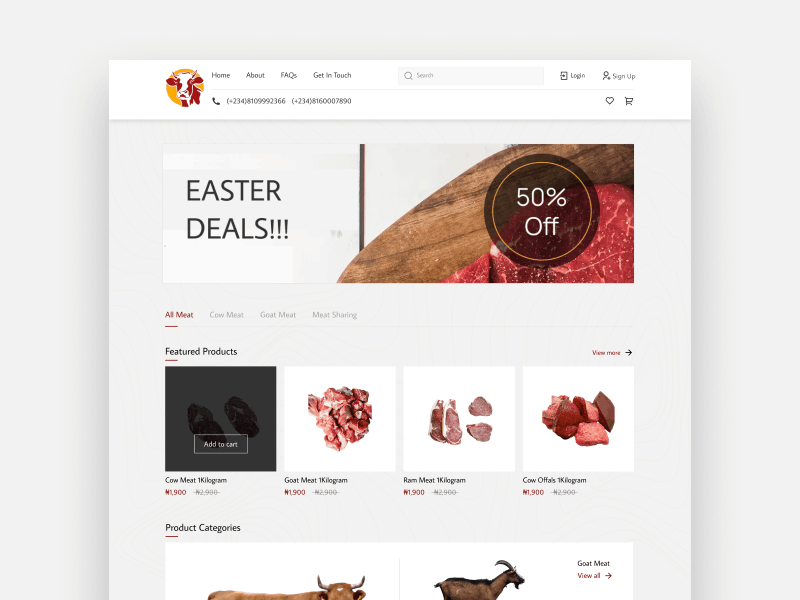 Home About FAQs Get In Touch Search Login Sign Up
(+234)8109992366 (+234)8160007890
EASTER
DEALS!!!
50%
Off
All Meat Cow Meat Goat Meat Meat Sharing
Featured Products View more
Add to cart
Cow Meat 1Kilogram Goat Meat 1Kilogram Ram Meat 1Kilogram Cow Offals 1Kilogram
₦1,900 ₦2,900 ₦1,900 ₦2,900 ₦1,900 ₦2,900 ₦1,900 ₦2,900
Product Categories
Goat Meat
View all